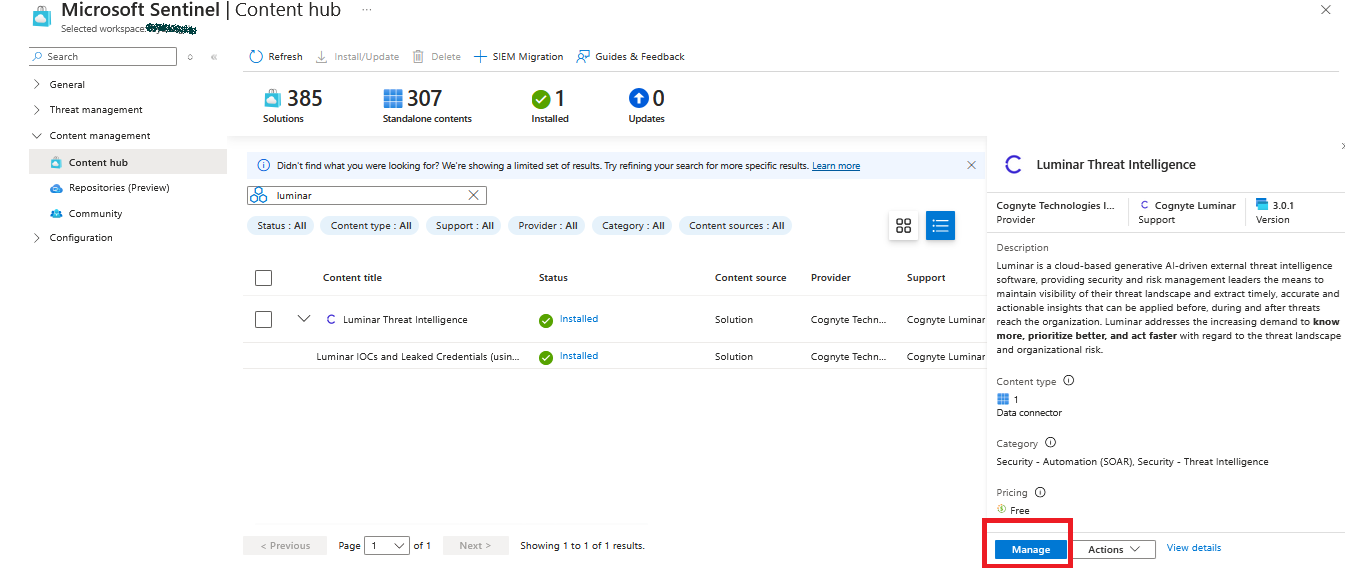 Microsoft Sentinel | Content hub ...
Selected workspace:
Search
General
Threat management
Content management
Content hub
Repositories (Preview)
Community
Configuration
Refresh Install/Update Delete SIEM Migration Guides & Feedback
385 307 1 0
Solutions Standalone contents Installed Updates
Didn't find what you were looking for? We're showing a limited set of results. Try refining your search for more specific results. Learn more
luminar
Status : All Content type : All Support : All Provider : All Category : All Content sources : All
Content title Status Content source Provider Support
Luminar Threat Intelligence Installed Solution Cognyte Techn... Cognyte Luminar
Luminar IOCs and Leaked Credentials (usin... Installed Solution Cognyte Techn... Cognyte Luminar
< Previous Page 1 of 1 Next > Showing 1 to 1 of 1 results.
Luminar Threat Intelligence
Cognyte Technologies I... Cognyte Luminar 3.0.1
Provider Support Version
Description
Luminar is a cloud-based generative AI-driven external threat intelligence
software, providing security and risk management leaders the means to
maintain visibility of their threat landscape and extract timely, accurate and
actionable insights that can be applied before, during and after threats
reach the organization. Luminar addresses the increasing demand to know
more, prioritize better, and act faster with regard to the threat landscape
and organizational risk.
Content type
1
Data connector
Category
Security - Automation (SOAR), Security - Threat Intelligence
Pricing
Free
Manage Actions View details